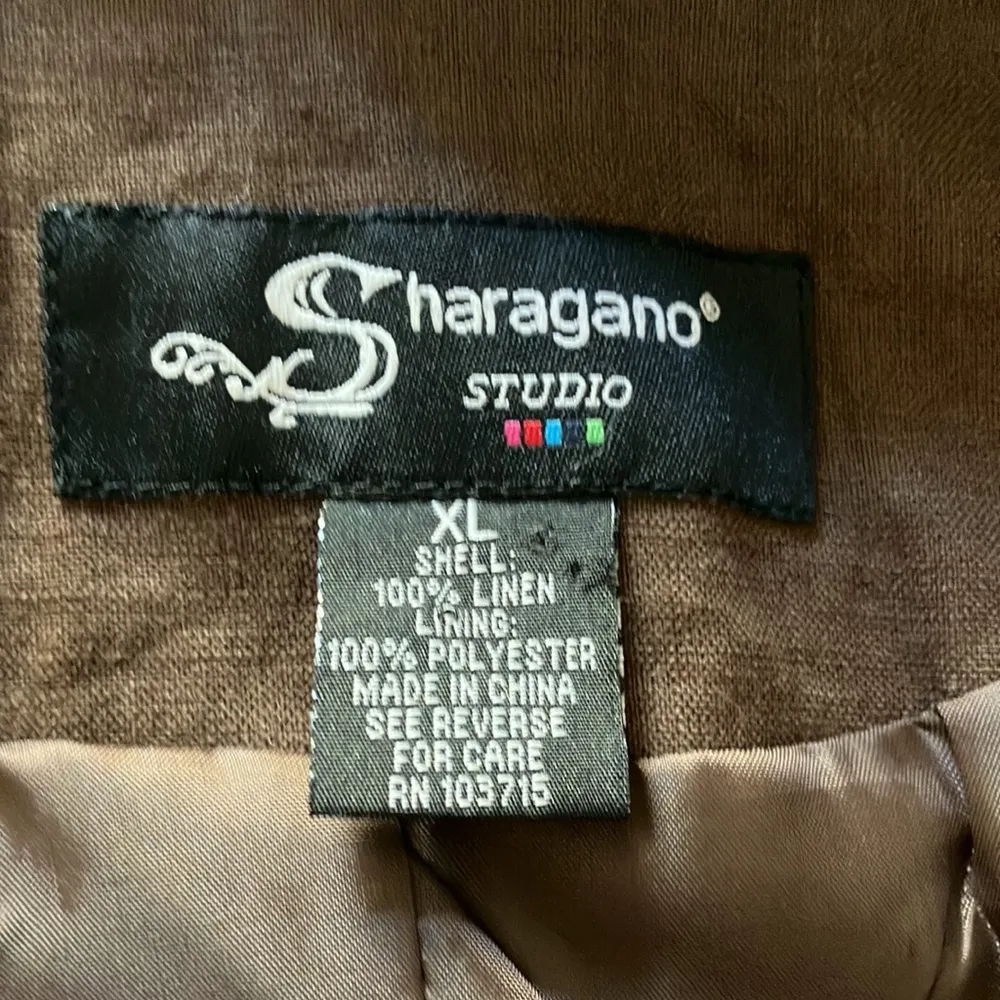 Sharagano®
STUDIO
XL
SHELL:
100% LINEN
LINING:
100% POLYESTER
MADE IN CHINA
SEE REVERSE
FOR CARE
RN 103715